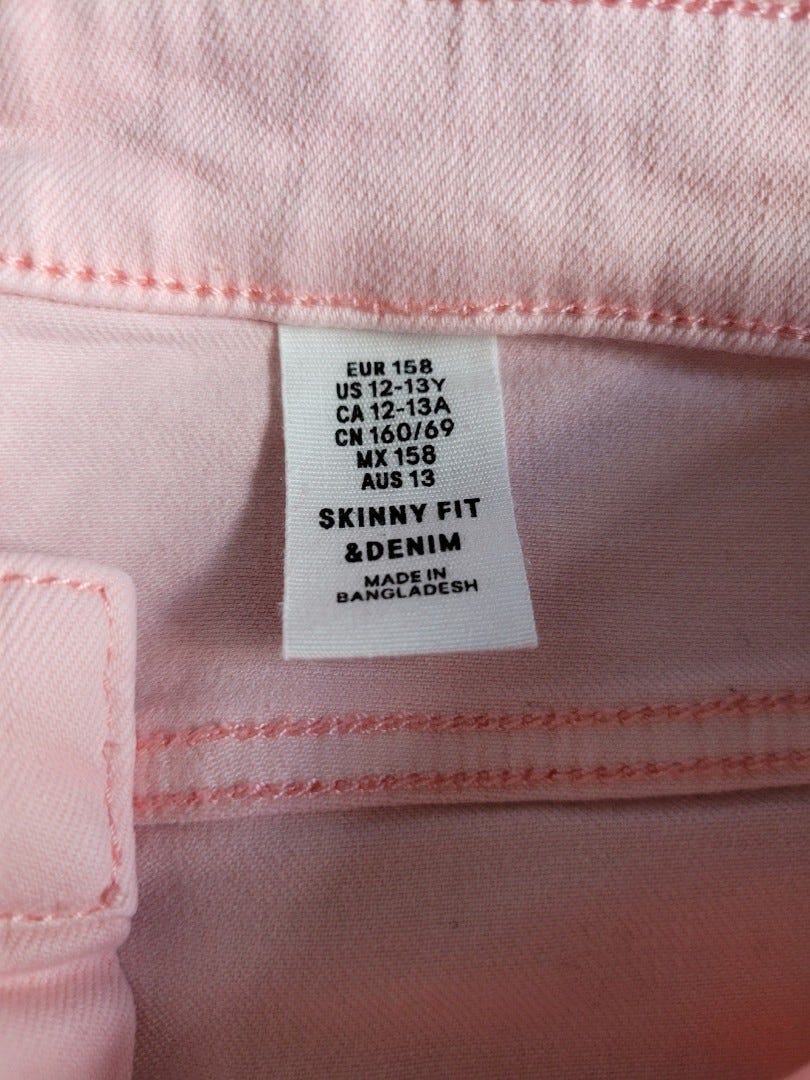 EUR 158
US 12-13Y
CA 12-13A
CN 160/69
MX 158
AUS 13
SKINNY FIT
&DENIM
MADE IN
BANGLADESH